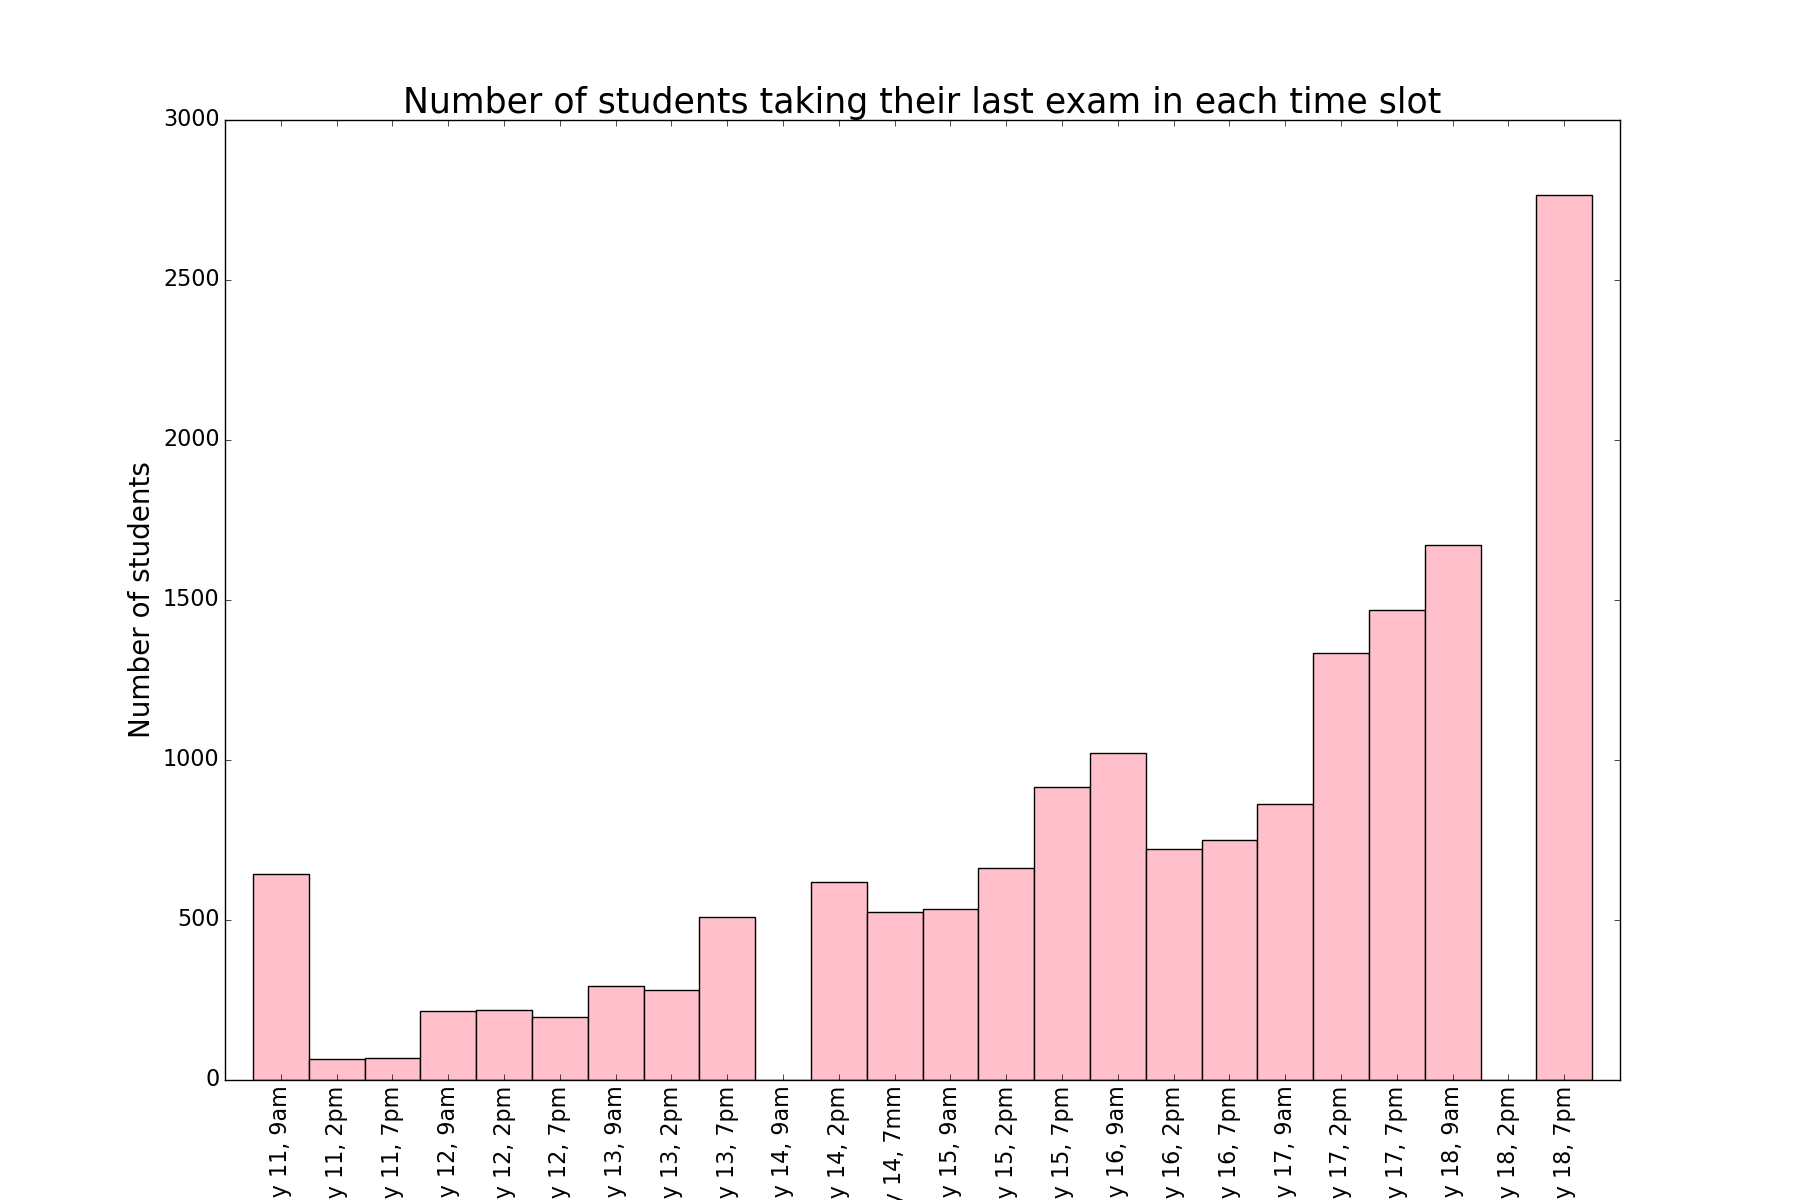 Number of students taking their last exam in each time slot
Number of students
3000
2500
2000
1500
1000
500
0
y 11, 9am
y 11, 2pm
y 11, 7pm
y 12, 9am
y 12, 2pm
y 12, 7pm
y 13, 9am
y 13, 2pm
y 13, 7pm
y 14, 9am
y 14, 2pm
y 14, 7mm
y 15, 9am
y 15, 2pm
y 15, 7pm
y 16, 9am
y 16, 2pm
y 16, 7pm
y 17, 9am
y 17, 2pm
y 17, 7pm
y 18, 9am
y 18, 2pm
y 18, 7pm